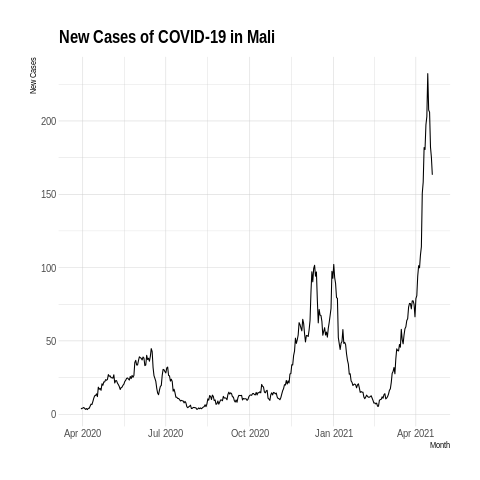 New Cases of COVID-19 in Mali
New Cases
200
150
100
50
0
Apr 2020
Jul 2020
Oct 2020
Jan 2021
Apr 2021
Month